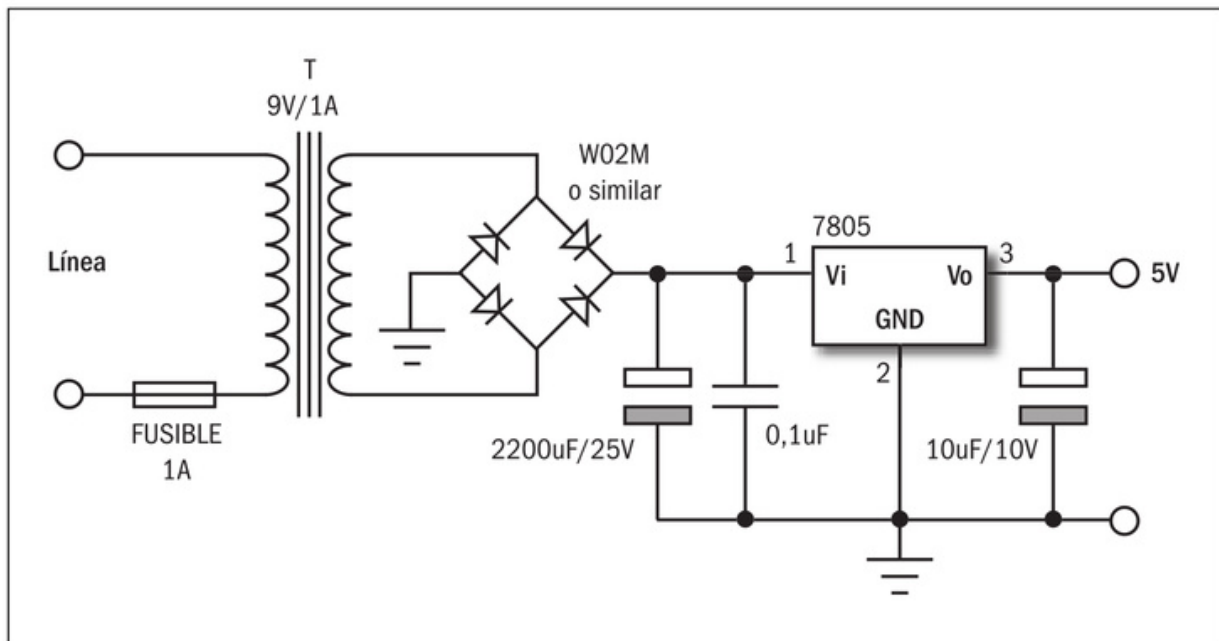 T
9V/1A
W02M
o similar
Línea
7805
1
Vi
Vo
3
5V
GND
2
FUSIBLE
1A
2200uF/25V
0,1uF
10uF/10V